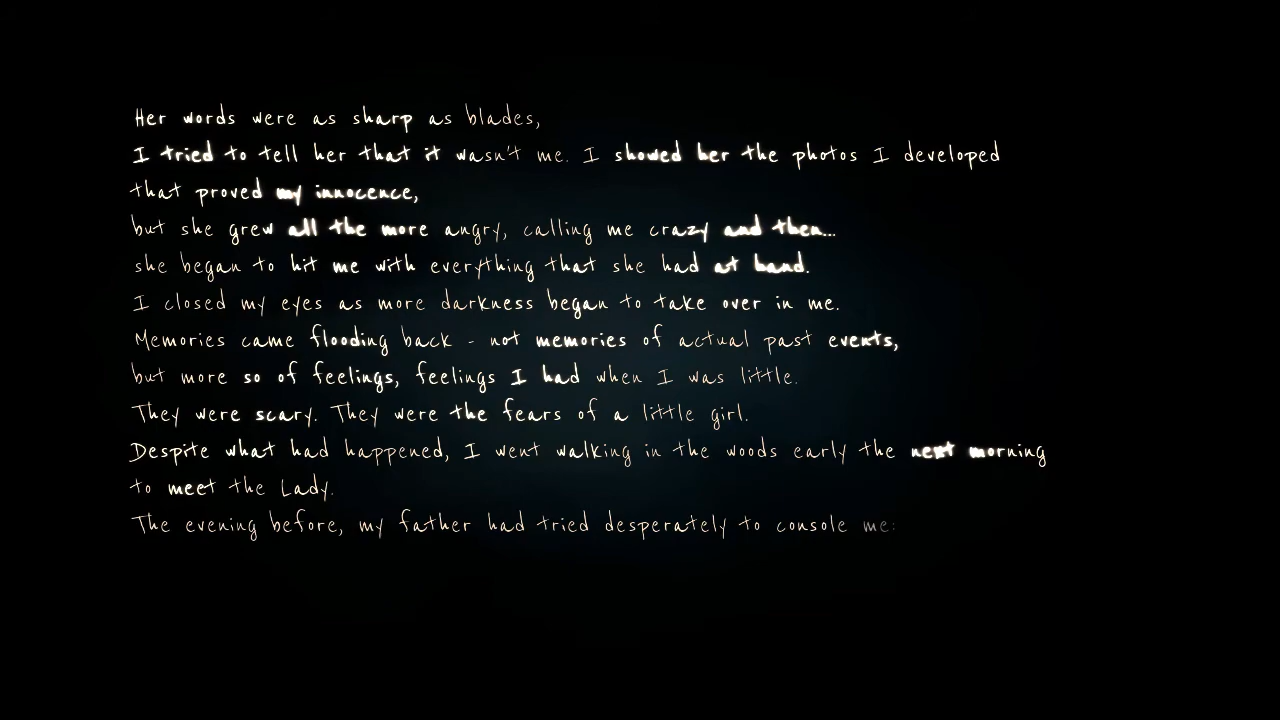 Her words were as sharp as blades,
I tried to tell her that it wasn't me. I showed her the photos I developed
that proved my innocence,
but she grew all the more angry, calling me crazy and then...
she began to hit me with everything that she had at hand.
I closed my eyes as more darkness began to take over in me.
Memories came flooding back - not memories of actual past events,
but more so of feelings, feelings I had when I was little.
They were scary. They were the fears of a little girl.
Despite what had happened, I went walking in the woods early the next morning
to meet the Lady.
The evening before, my father had tried desperately to console me: